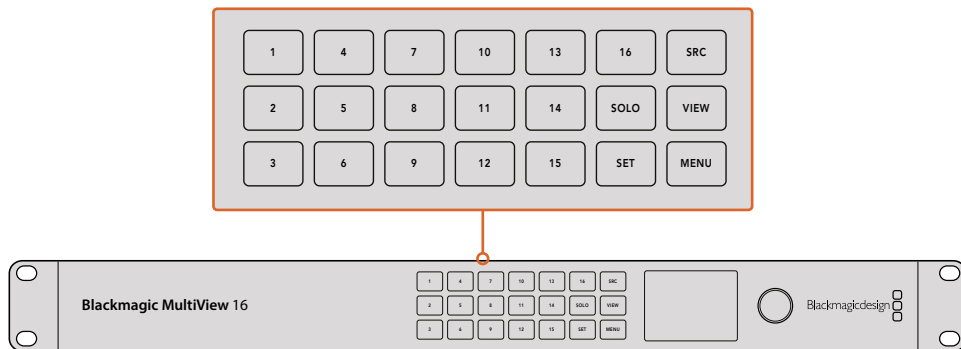 1 4 7 10 13 16 SRC
2 5 8 11 14 SOLO VIEW
3 6 9 12 15 SET MENU
Blackmagic MultiView 16
1 4 7 10 13 16 SRC
2 5 8 11 14 SOLO VIEW
3 6 9 12 15 SET MENU
Blackmagicdesign